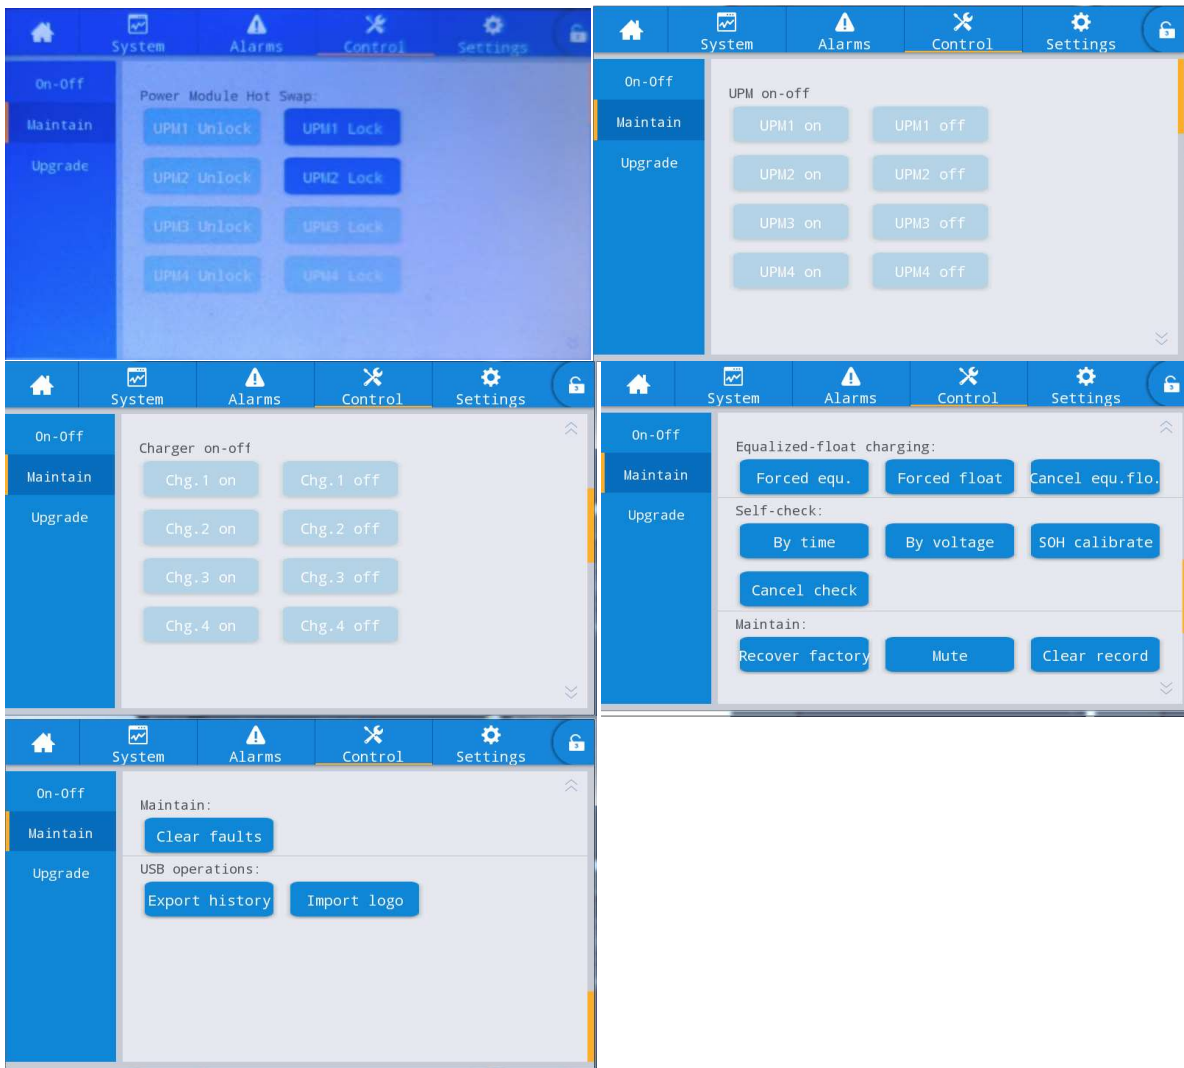 System Alarms Control Settings 3
On-Off
Maintain
Upgrade
Power Module Hot Swap:
UPM1 Unlock UPM1 Lock
UPM2 Unlock UPM2 Lock
UPM3 Unlock UPM3 Lock
UPM4 Unlock UPM4 Lock
System Alarms Control Settings 3
On-Off
Maintain
Upgrade
UPM on-off
UPM1 on UPM1 off
UPM2 on UPM2 off
UPM3 on UPM3 off
UPM4 on UPM4 off
System Alarms Control Settings 3
On-Off
Maintain
Upgrade
Charger on-off
Chg.1 on Chg.1 off
Chg.2 on Chg.2 off
Chg.3 on Chg.3 off
Chg.4 on Chg.4 off
System Alarms Control Settings 3
On-Off
Maintain
Upgrade
Equalized-float charging:
Forced equ. Forced float Cancel equ.flo.
Self-check:
By time By voltage SOH calibrate
Cancel check
Maintain:
Recover factory Mute Clear record
System Alarms Control Settings 3
On-Off
Maintain
Upgrade
Maintain:
Clear faults
USB operations:
Export history Import logo